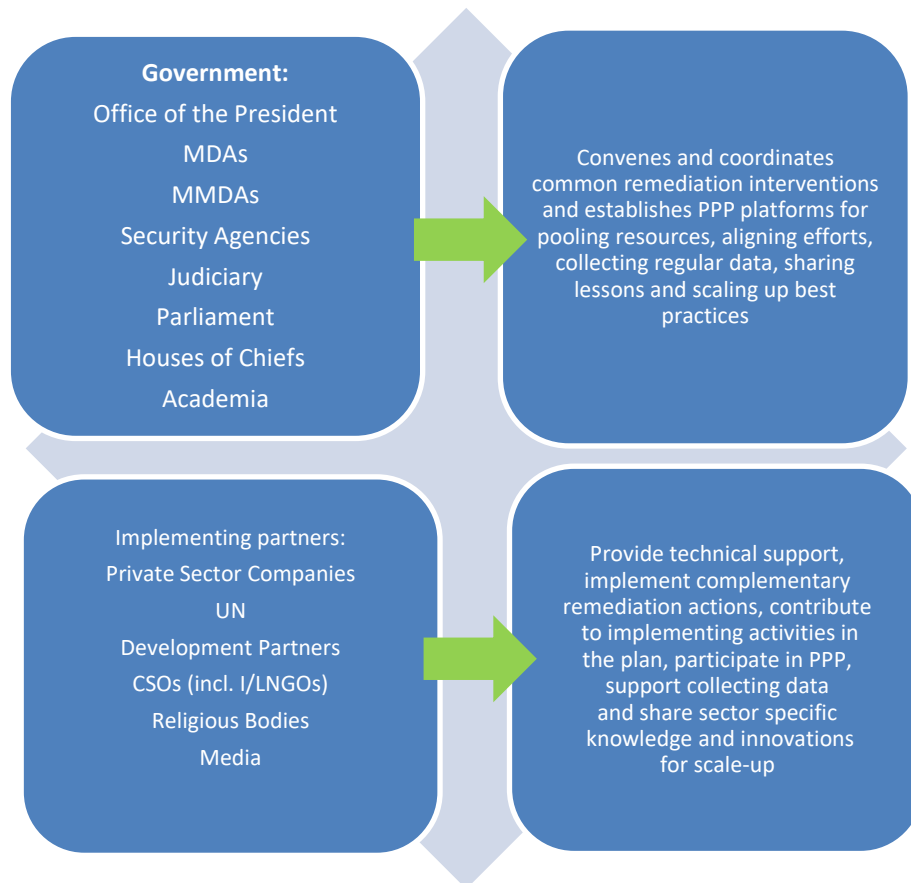 Government:
Office of the President
MDAs
MMDAs
Security Agencies
Judiciary
Parliament
Houses of Chiefs
Academia
Convenes and coordinates
common remediation interventions
and establishes PPP platforms for
pooling resources, aligning efforts,
collecting regular data, sharing
lessons and scaling up best
practices
Implementing partners:
Private Sector Companies
UN
Development Partners
CSOs (incl. I/LNGOs)
Religious Bodies
Media
Provide technical support,
implement complementary
remediation actions, contribute
to implementing activities in
the plan, participate in PPP,
support collecting data
and share sector specific
knowledge and innovations
for scale-up